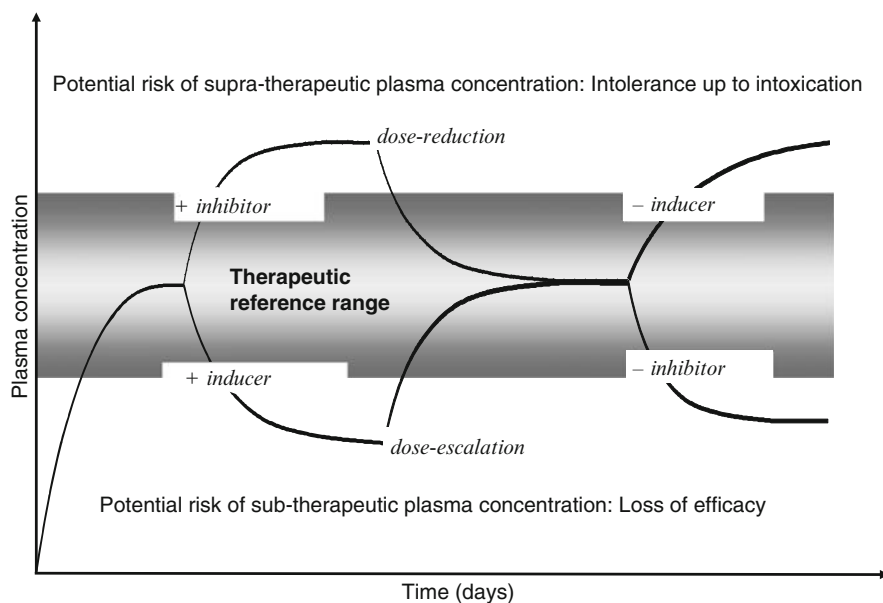 Potential risk of supra-therapeutic plasma concentration: Intolerance up to intoxication
dose-reduction
+ inhibitor
– inducer
Therapeutic
reference range
Plasma concentration
+ inducer
– inhibitor
dose-escalation
Potential risk of sub-therapeutic plasma concentration: Loss of efficacy
Time (days)